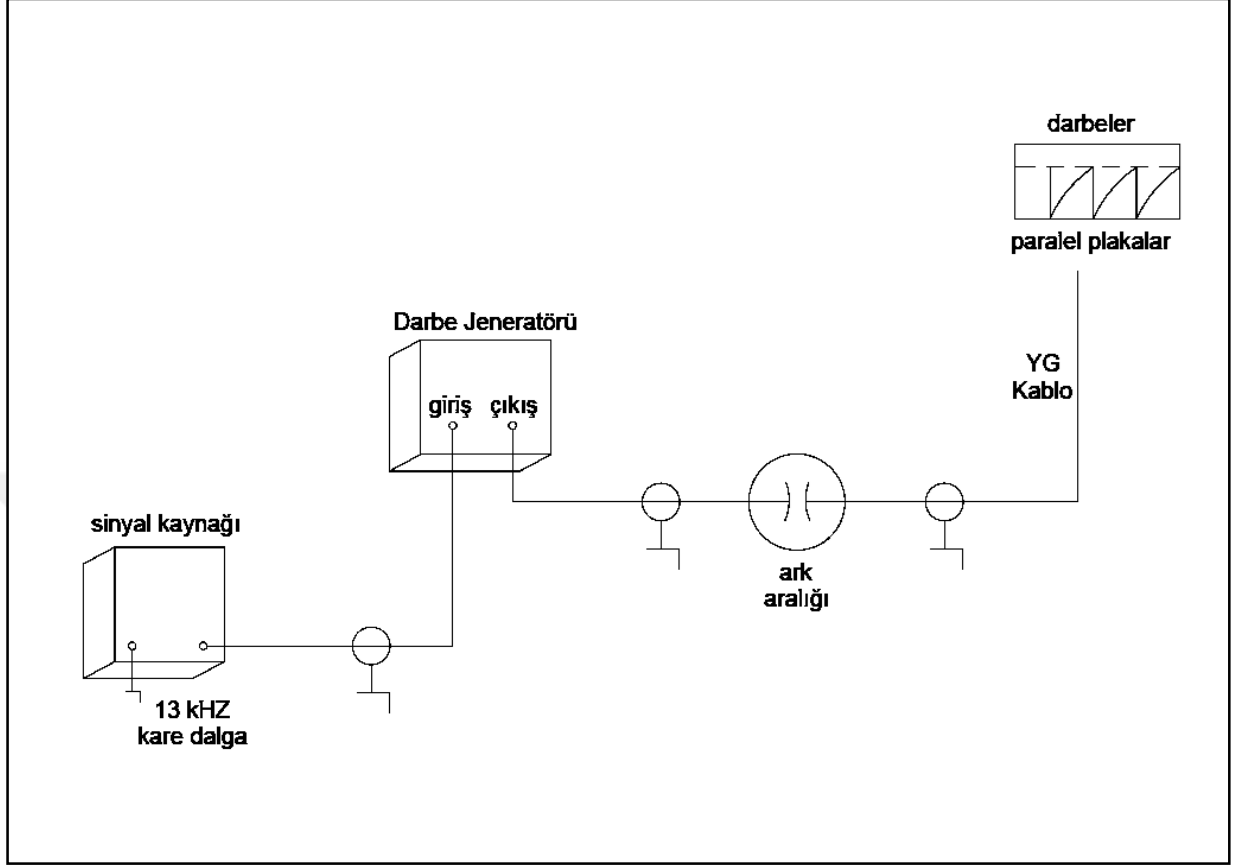 darbeler
paralel plakalar
Darbe Jeneratörü
YG
Kablo
giriş çıkış
sinyal kaynağı
ark
aralığı
13 kHZ
kare dalga